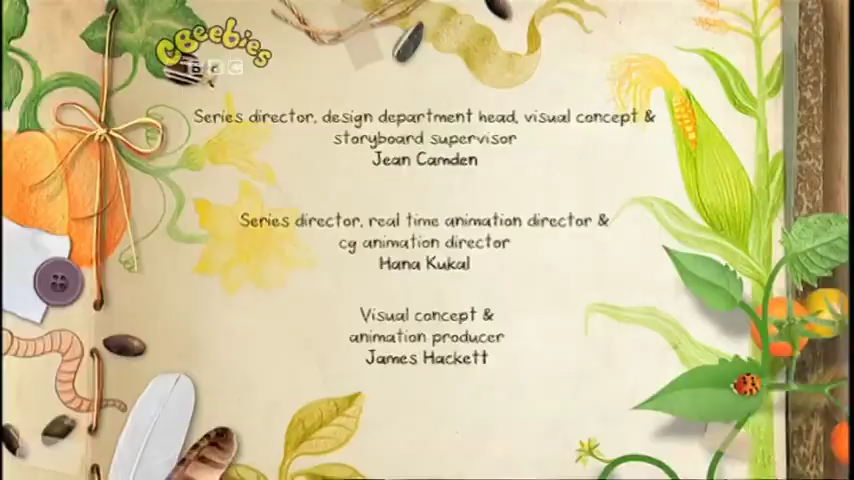 CBeebies
BBC
Series director, design department head, visual concept &
storyboard supervisor
Jean Camden
Series director, real time animation director &
cg animation director
Hana Kukal
Visual concept &
animation producer
James Hackett